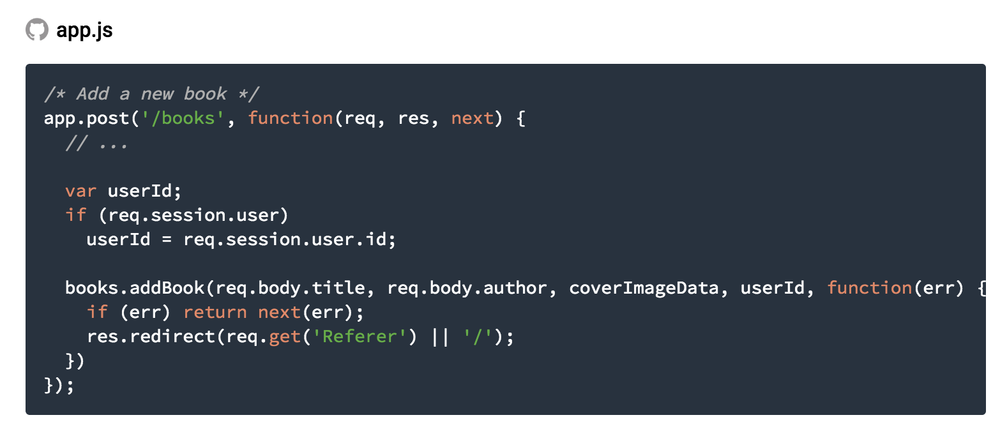 app.js
/* Add a new book */
app.post('/books', function(req, res, next) {
  // ...

  var userId;
  if (req.session.user)
    userId = req.session.user.id;

  books.addBook(req.body.title, req.body.author, coverImageData, userId, function(err) {
    if (err) return next(err);
    res.redirect(req.get('Referer') || '/');
  })
});